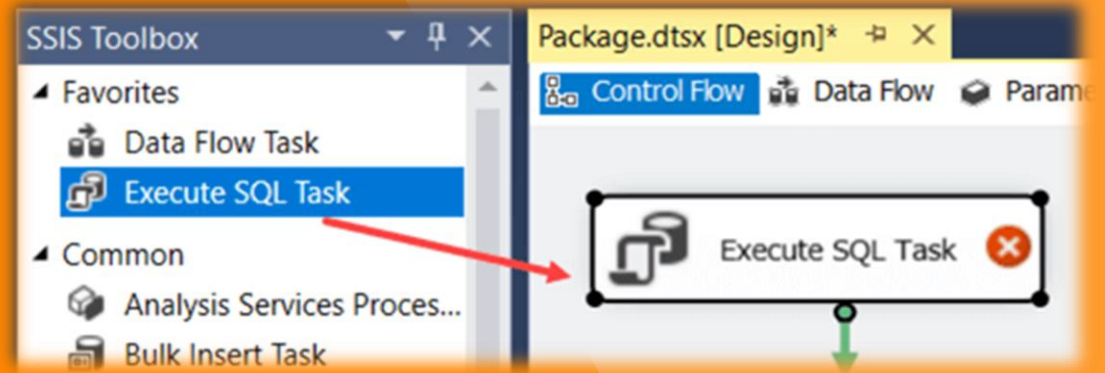 SSIS Toolbox
Favorites
Data Flow Task
Execute SQL Task
Common
Analysis Services Proces...
Bulk Insert Task
Package.dtsx [Design]*
Control Flow Data Flow Parame
Execute SQL Task